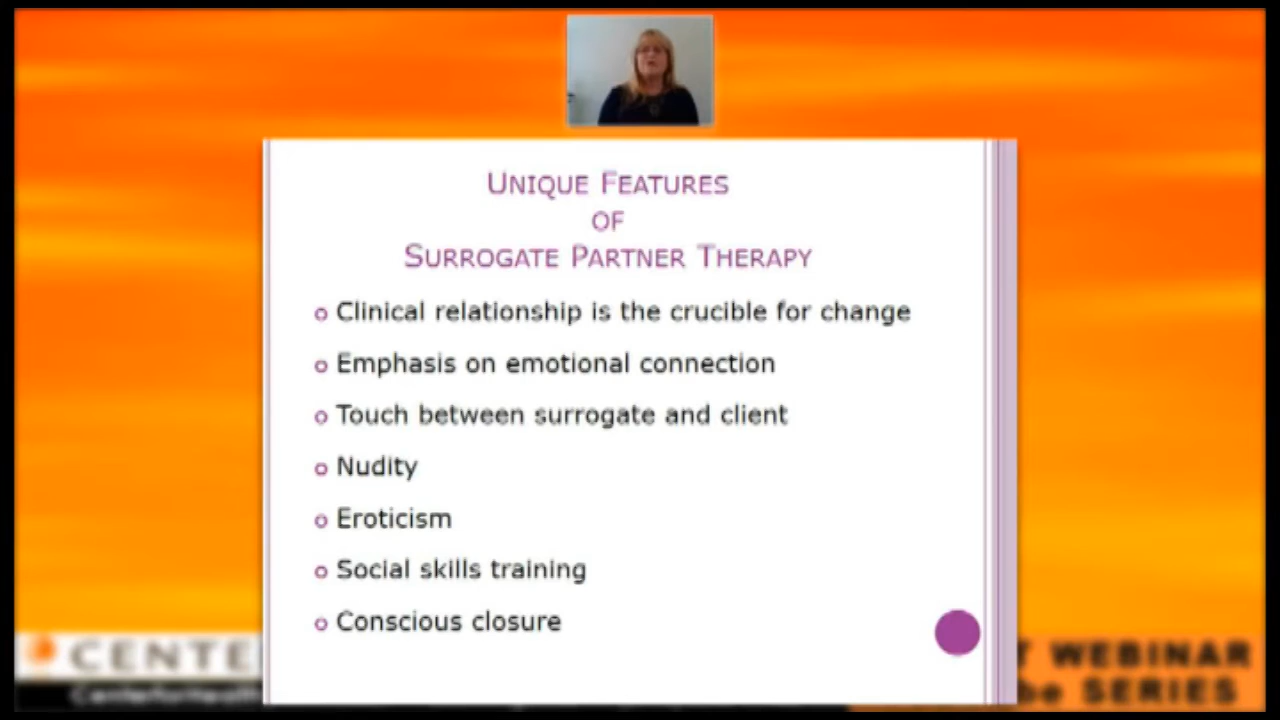 UNIQUE FEATURES
OF
SURROGATE PARTNER THERAPY
Clinical relationship is the crucible for change
Emphasis on emotional connection
Touch between surrogate and client
Nudity
Eroticism
Social skills training
Conscious closure
CENTE
T WEBINAR
be SERIES